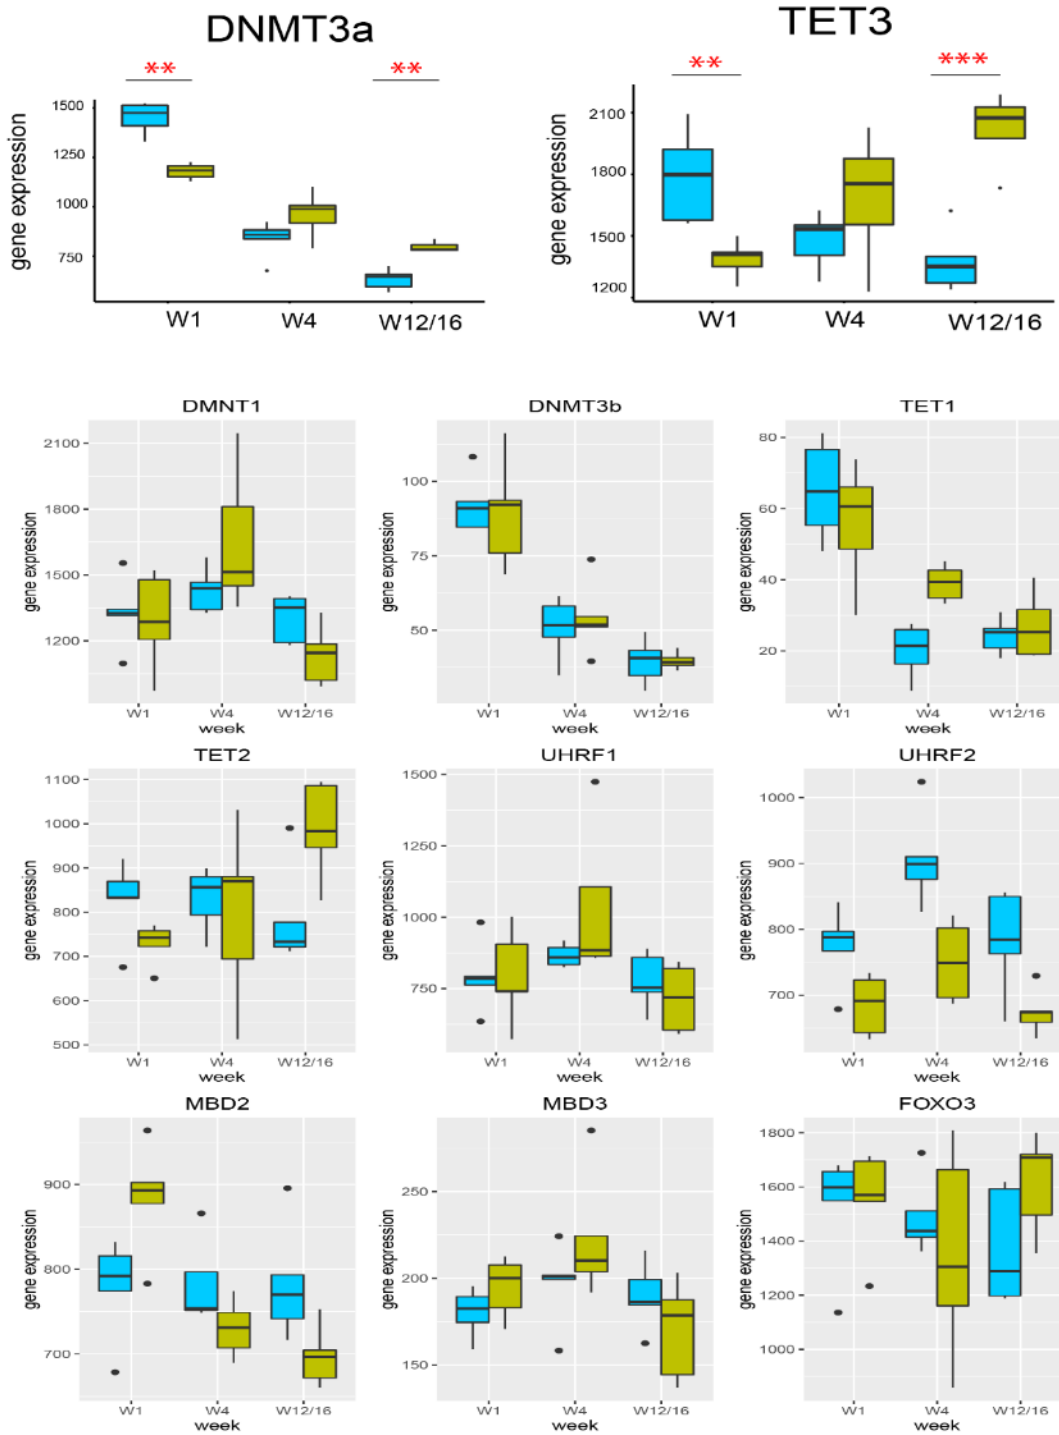 DNMT3a
TET3
** **
** ***
gene expression
1500
1250
1000
750
W1 W4 W12/16
gene expression
2100
1800
1500
1200
W1 W4 W12/16
DMNT1
gene expression
2100
1800
1500
1200
W1 W4 W12/16
week
DNMT3b
gene expression
100
75
50
W1 W4 W12/16
week
TET1
gene expression
80
60
40
20
W1 W4 W12/16
week
TET2
gene expression
1100
1000
900
800
700
600
500
W1 W4 W12/16
week
UHRF1
gene expression
1500
1250
1000
750
W1 W4 W12/16
week
UHRF2
gene expression
1000
900
800
700
W1 W4 W12/16
week
MBD2
gene expression
900
800
700
W1 W4 W12/16
week
MBD3
gene expression
250
200
150
W1 W4 W12/16
week
FOXO3
gene expression
1800
1600
1400
1200
1000
W1 W4 W12/16
week